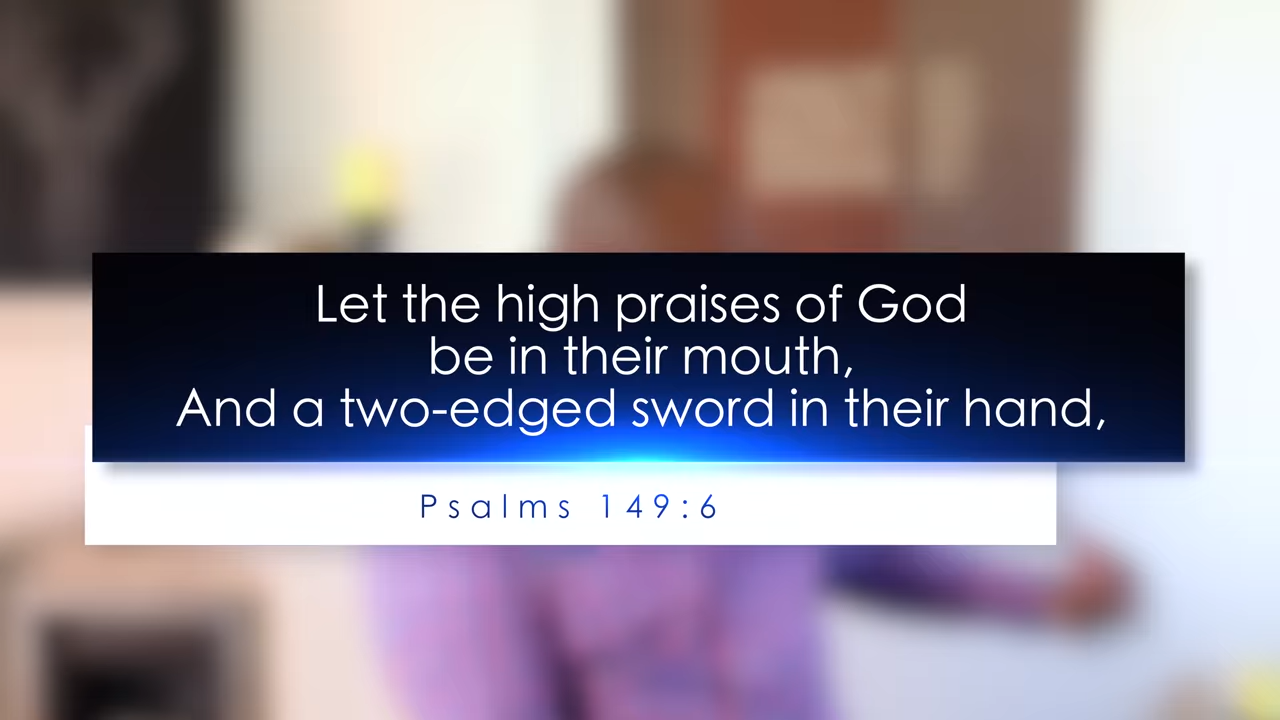 Let the high praises of God
be in their mouth,
And a two-edged sword in their hand,
Psalms 149:6